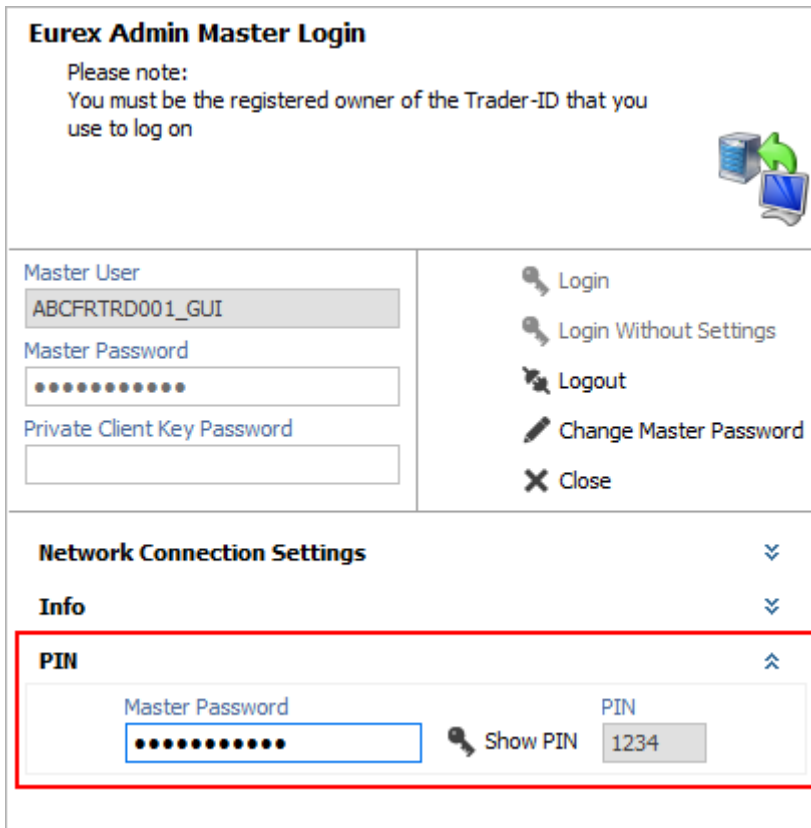 Eurex Admin Master Login
Please note:
You must be the registered owner of the Trader-ID that you
use to log on
Master User
ABCFRTRD001_GUI
Master Password
●●●●●●●●●●●
Private Client Key Password
Login
Login Without Settings
Logout
Change Master Password
Close
Network Connection Settings
Info
PIN
Master Password
●●●●●●●●●●●
Show PIN
PIN
1234